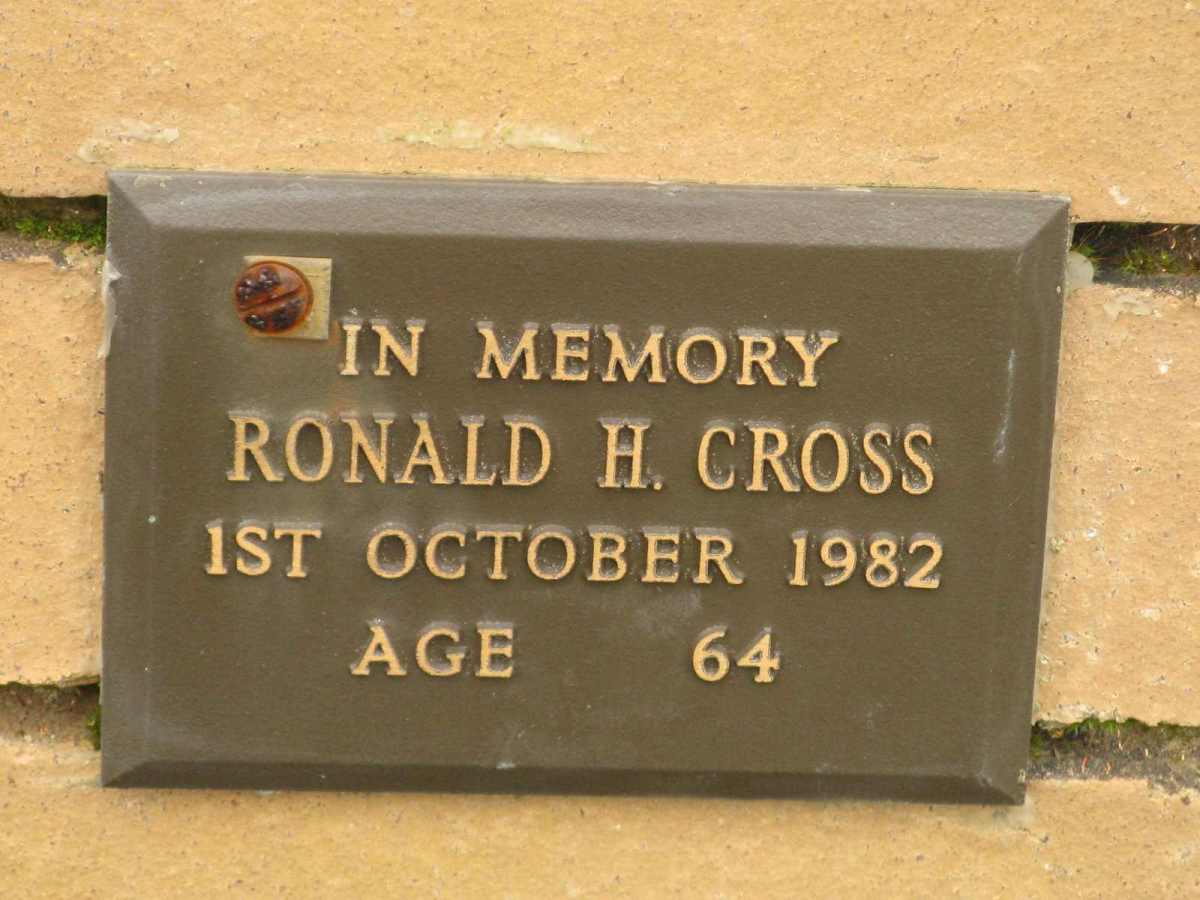 IN MEMORY
RONALD H. CROSS
1ST OCTOBER 1982
AGE 64